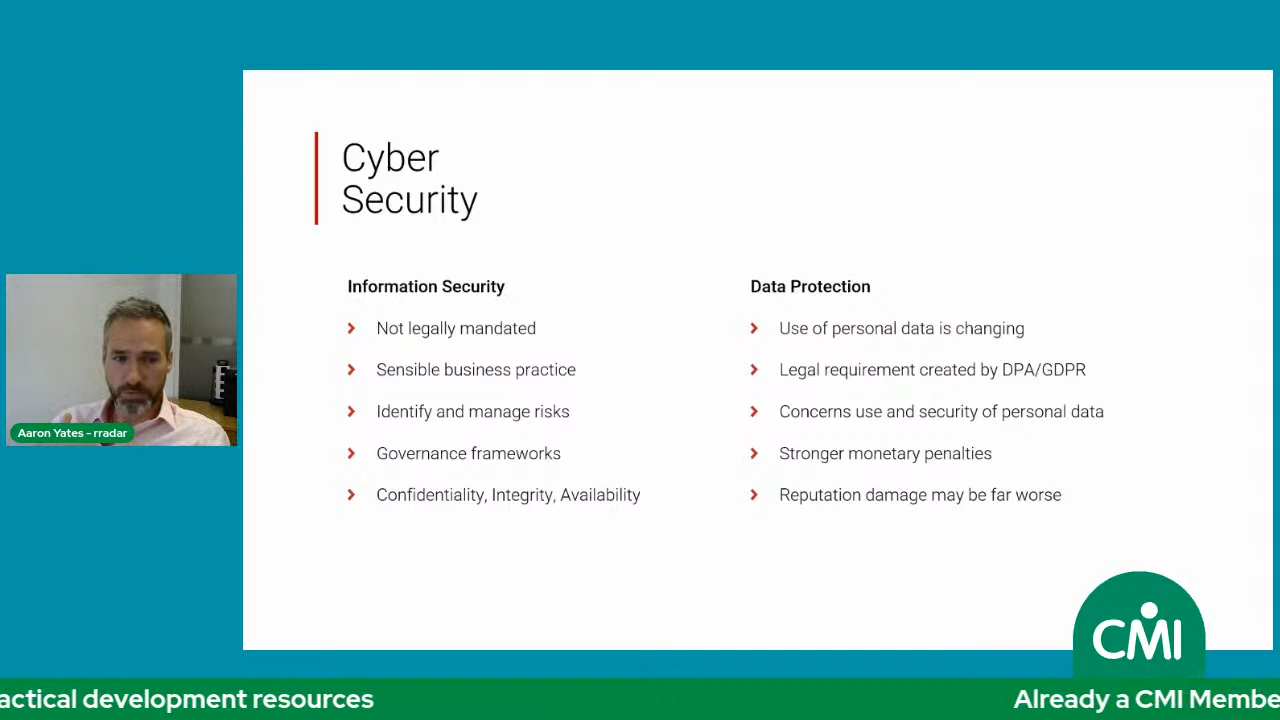 Cyber
Security
Information Security
Not legally mandated
Sensible business practice
Identify and manage risks
Governance frameworks
Confidentiality, Integrity, Availability
Data Protection
Use of personal data is changing
Legal requirement created by DPA/GDPR
Concerns use and security of personal data
Stronger monetary penalties
Reputation damage may be far worse
Aaron Yates - rradar
CMI
actical development resources
Already a CMI Membe